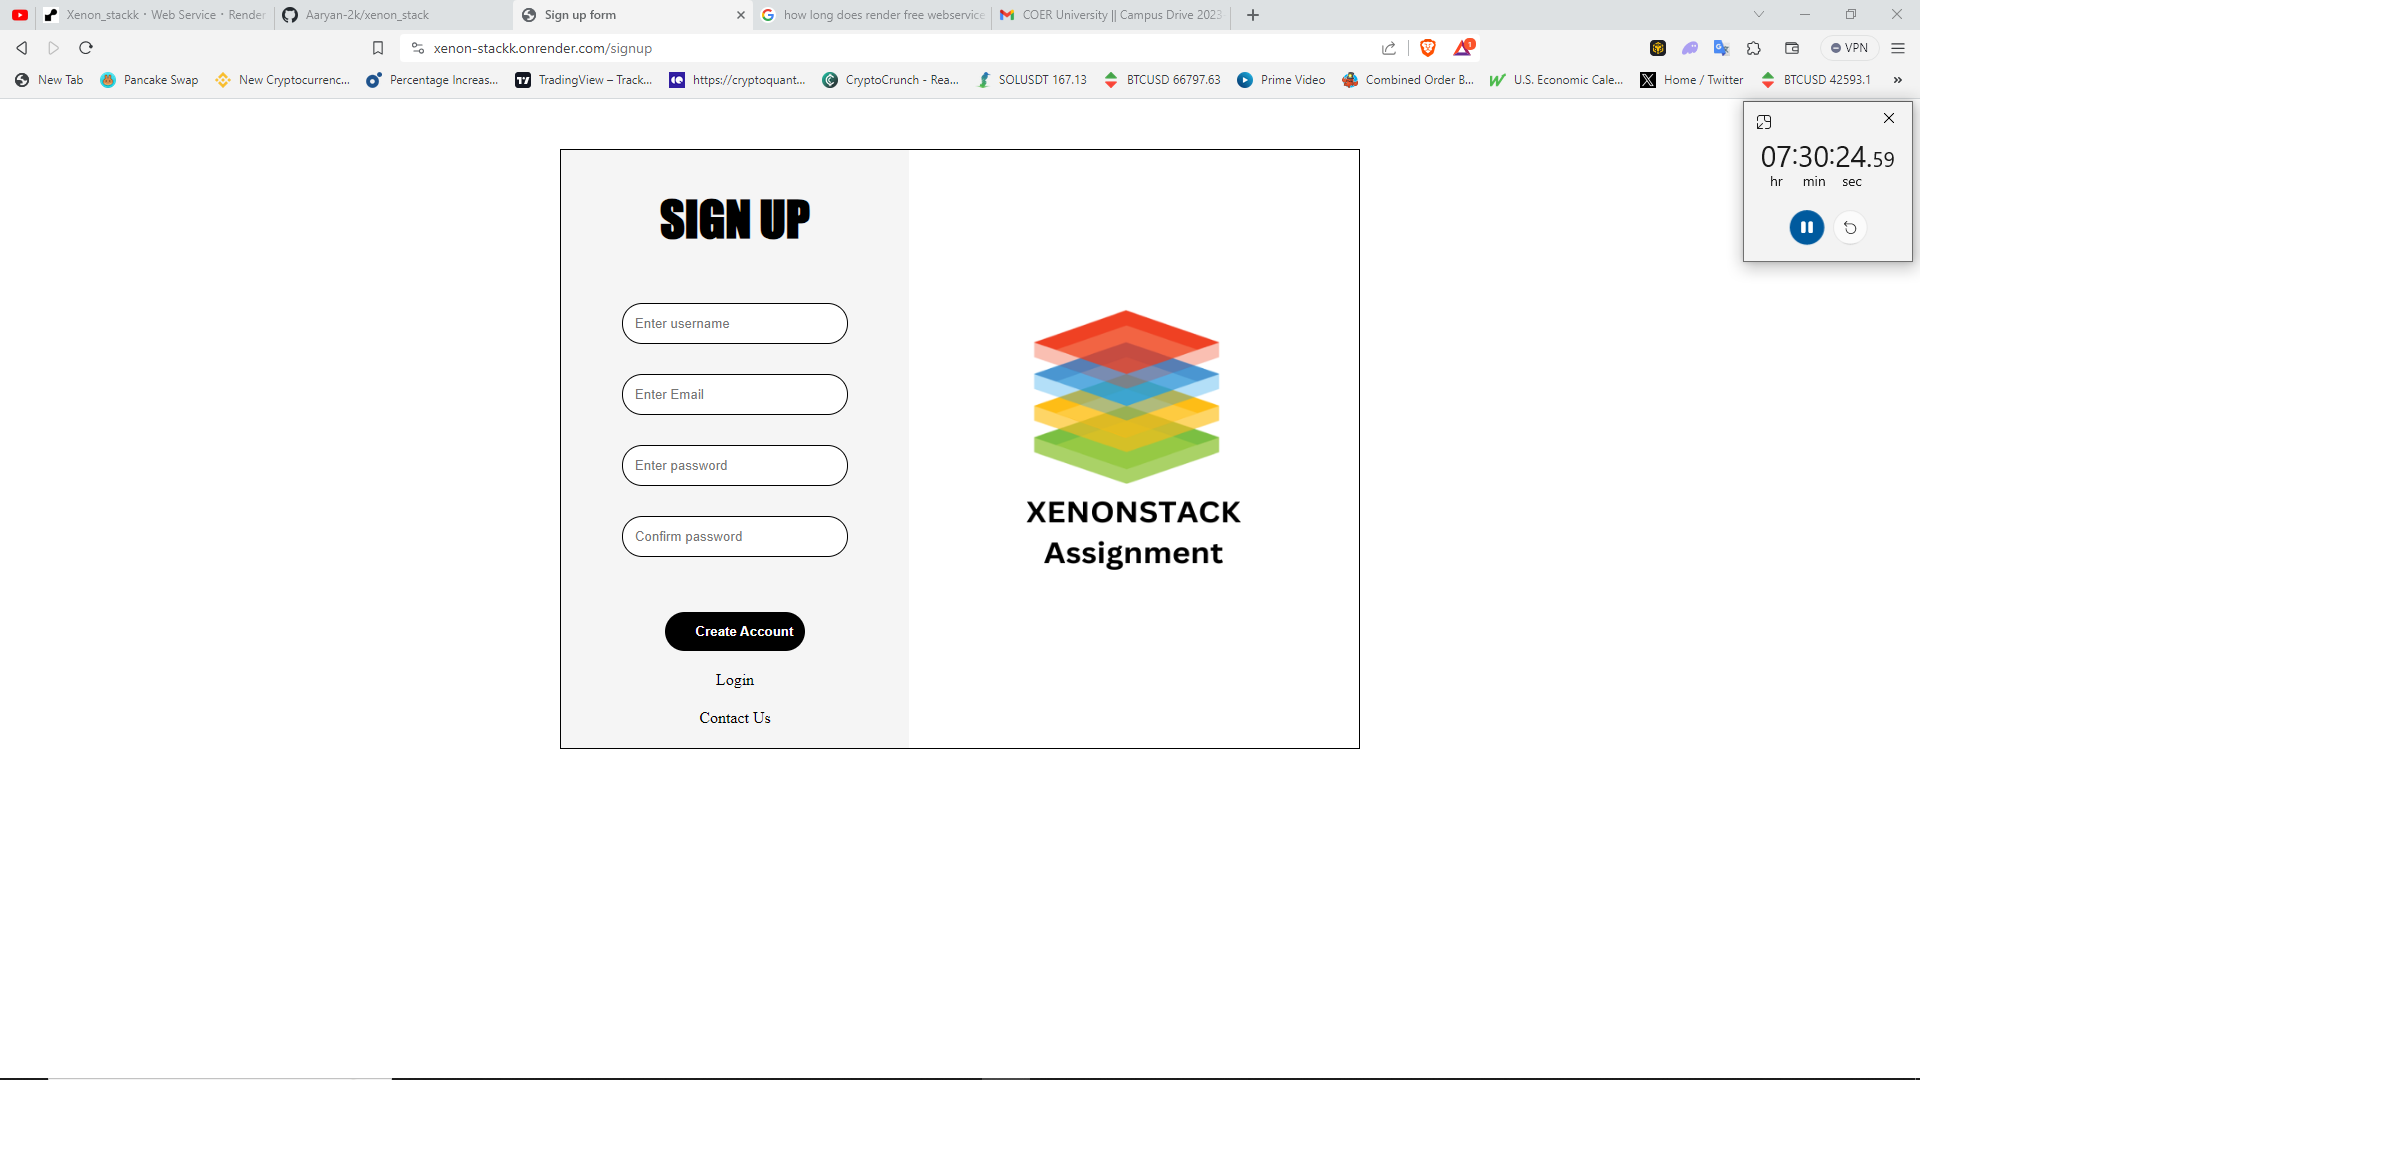 Xenon_stackk · Web Service · Render
Aaryan-2k/xenon_stack
Sign up form
how long does render free webservice
COER University || Campus Drive 2023
xenon-stackk.onrender.com/signup
1
VPN
New Tab
Pancake Swap
New Cryptocurrenc...
Percentage Increas...
TradingView – Track...
https://cryptoquant...
CryptoCrunch - Rea...
SOLUSDT 167.13
BTCUSD 66797.63
Prime Video
Combined Order B...
U.S. Economic Cale...
Home / Twitter
BTCUSD 42593.1
»
07:30:24.59
hr min sec
SIGN UP
Enter username
Enter Email
Enter password
Confirm password
Create Account
Login
Contact Us
XENONSTACK
Assignment